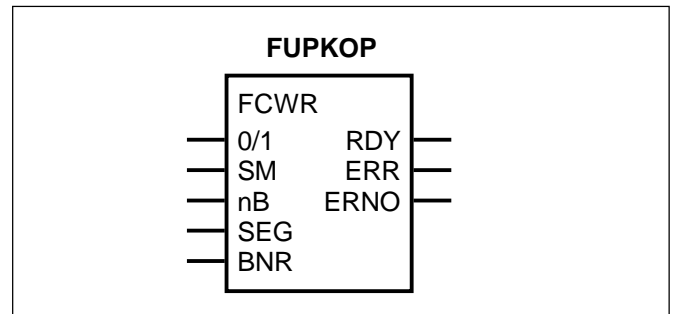 FUPKOP
FCWR
0/1 RDY
SM ERR
nB ERNO
SEG
BNR